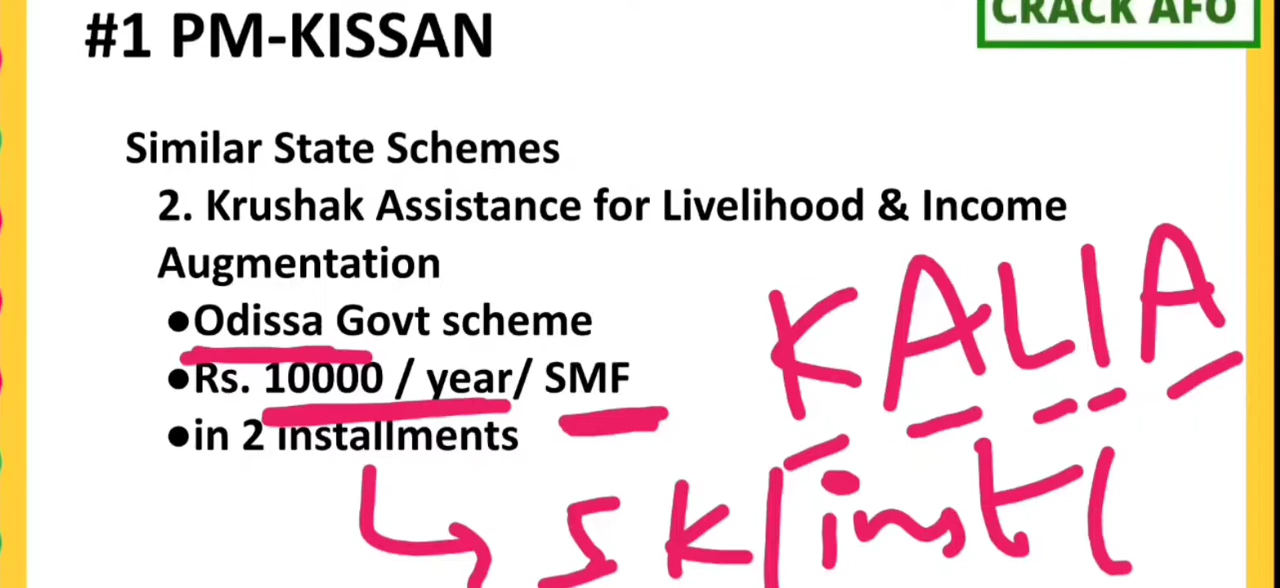 CRACK AFO
#1 PM-KISSAN
Similar State Schemes
2. Krushak Assistance for Livelihood & Income
Augmentation
●Odissa Govt scheme
●Rs. 10000 / year/ SMF
●in 2 installments
KALIA
5K/instl